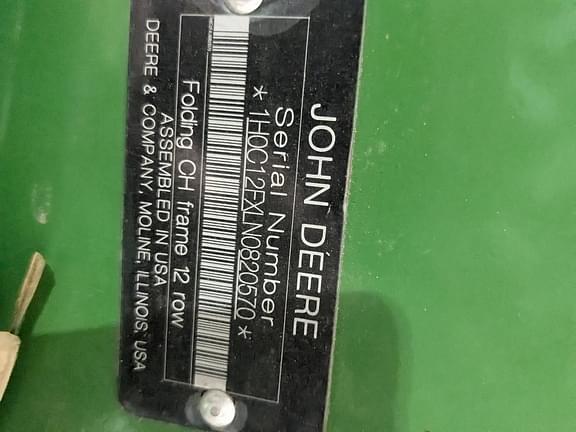 JOHN DEERE
Serial Number
* 1H0C12FXLN0820570 *
Folding CH frame 12 row
ASSEMBLED IN USA
DEERE & COMPANY, MOLINE, ILLINOIS, USA